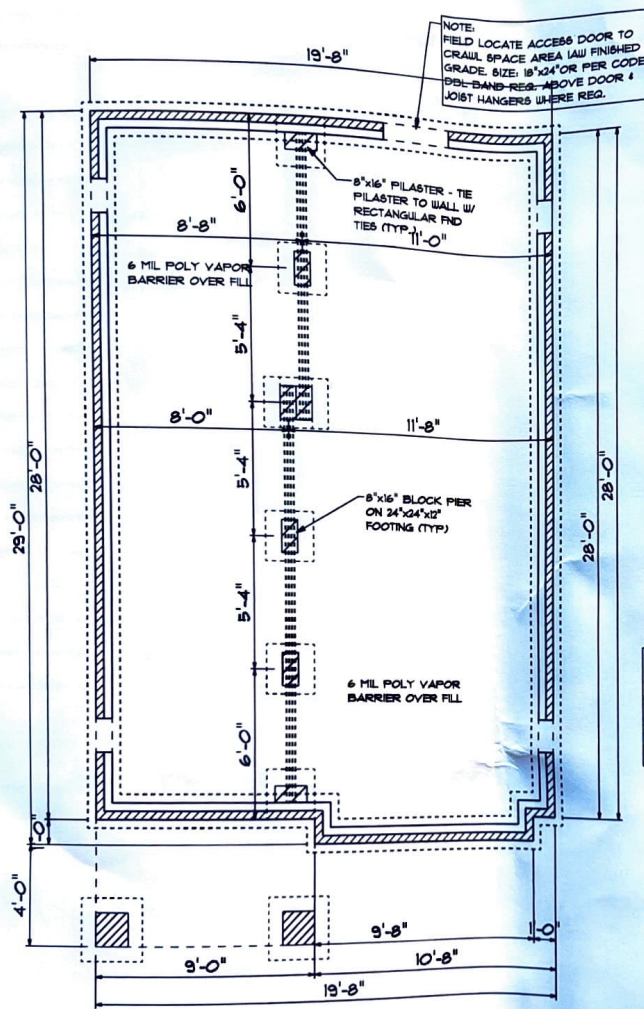 NOTE:
FIELD LOCATE ACCESS DOOR TO
CRAWL SPACE AREA IAW FINISHED
GRADE. SIZE: 18"x24" OR PER CODE
DBL BAND REQ. ABOVE DOOR &
JOIST HANGERS WHERE REQ.
19'-8"
6'-0"
8"x16" PILASTER - TIE
PILASTER TO WALL W/
RECTANGULAR FND
TIES (TYP.)
8'-8"
11'-0"
6 MIL POLY VAPOR
BARRIER OVER FILL
5'-4"
8'-0"
11'-8"
5'-4"
8"x16" BLOCK PIER
ON 24"x24"x12"
FOOTING (TYP)
29'-0"
28'-0"
28'-0"
28'-0"
5'-4"
6 MIL POLY VAPOR
BARRIER OVER FILL
6'-0"
1'-0"
4'-0"
9'-8"
1'-0"
9'-0"
10'-8"
19'-8"